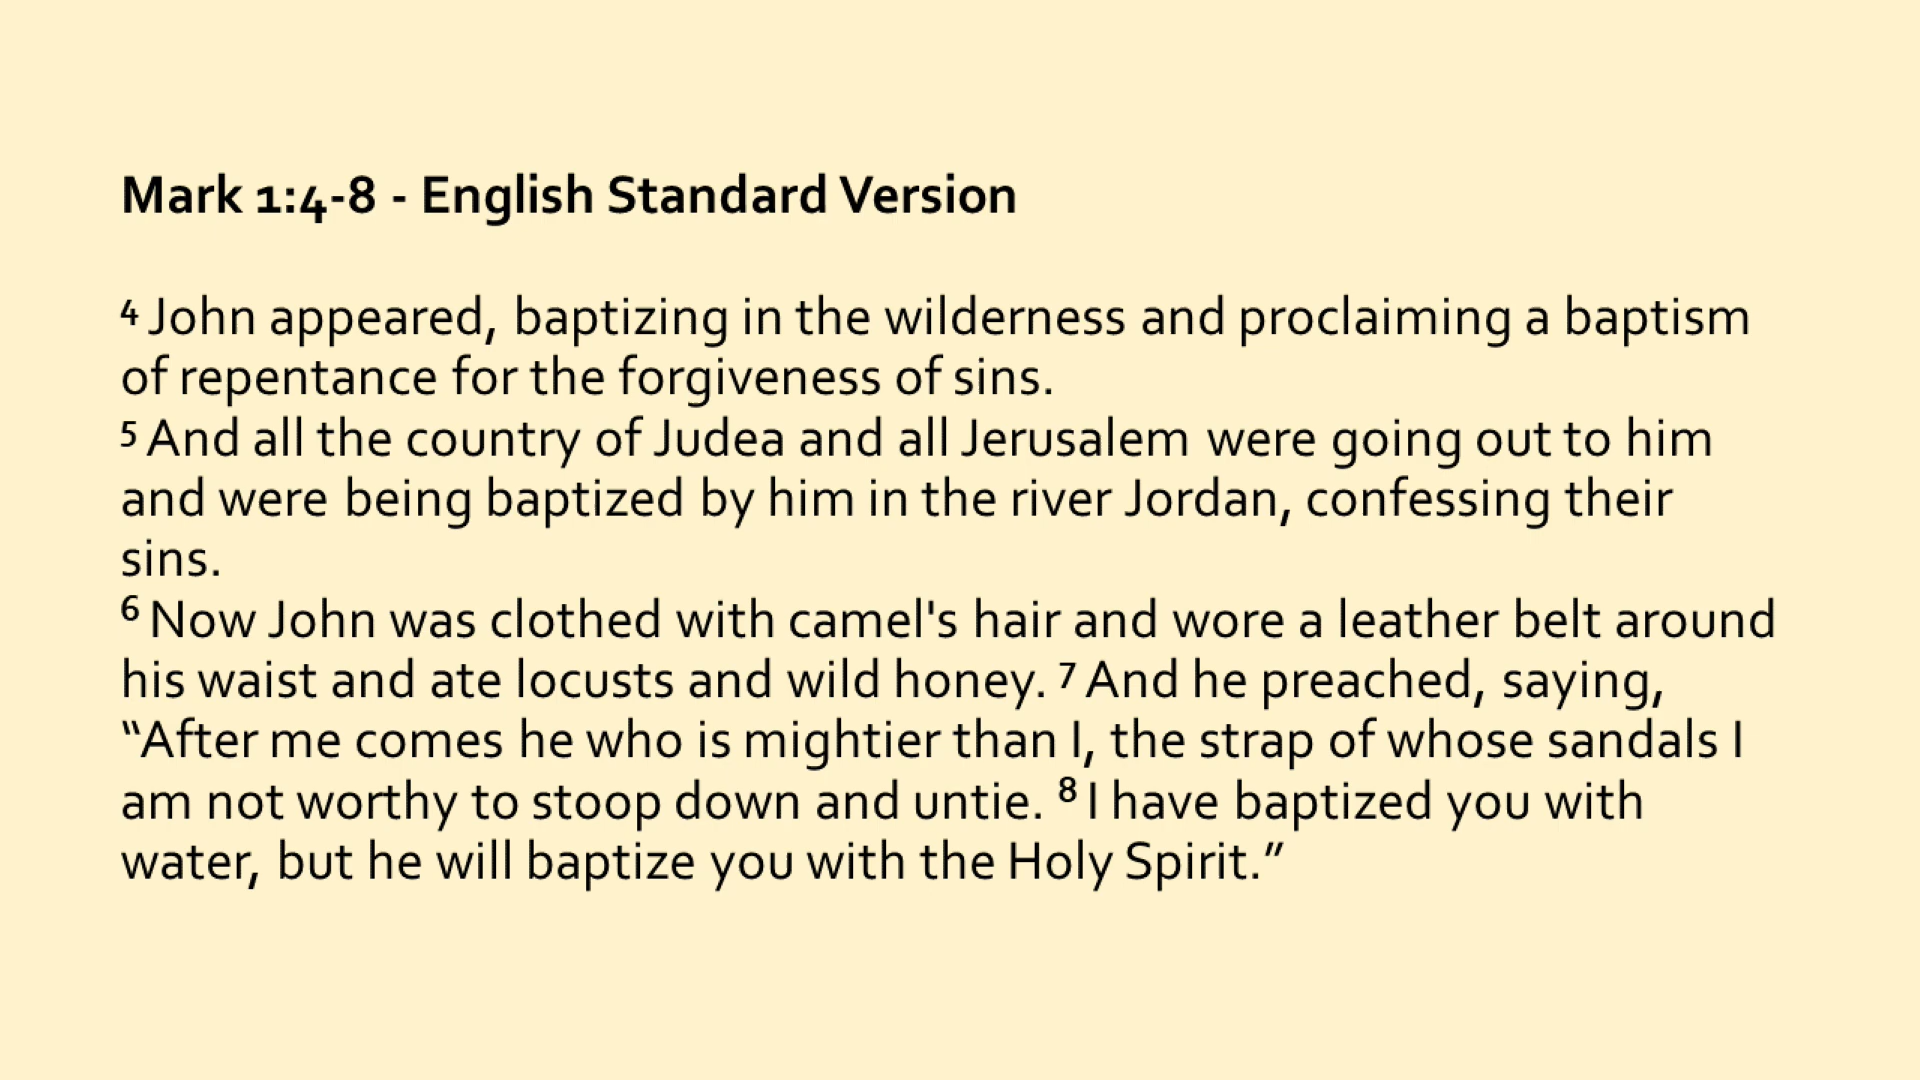 Mark 1:4-8 - English Standard Version
4 John appeared, baptizing in the wilderness and proclaiming a baptism
of repentance for the forgiveness of sins.
5 And all the country of Judea and all Jerusalem were going out to him
and were being baptized by him in the river Jordan, confessing their
sins.
6 Now John was clothed with camel's hair and wore a leather belt around
his waist and ate locusts and wild honey. 7 And he preached, saying,
“After me comes he who is mightier than I, the strap of whose sandals I
am not worthy to stoop down and untie. 8 I have baptized you with
water, but he will baptize you with the Holy Spirit.”